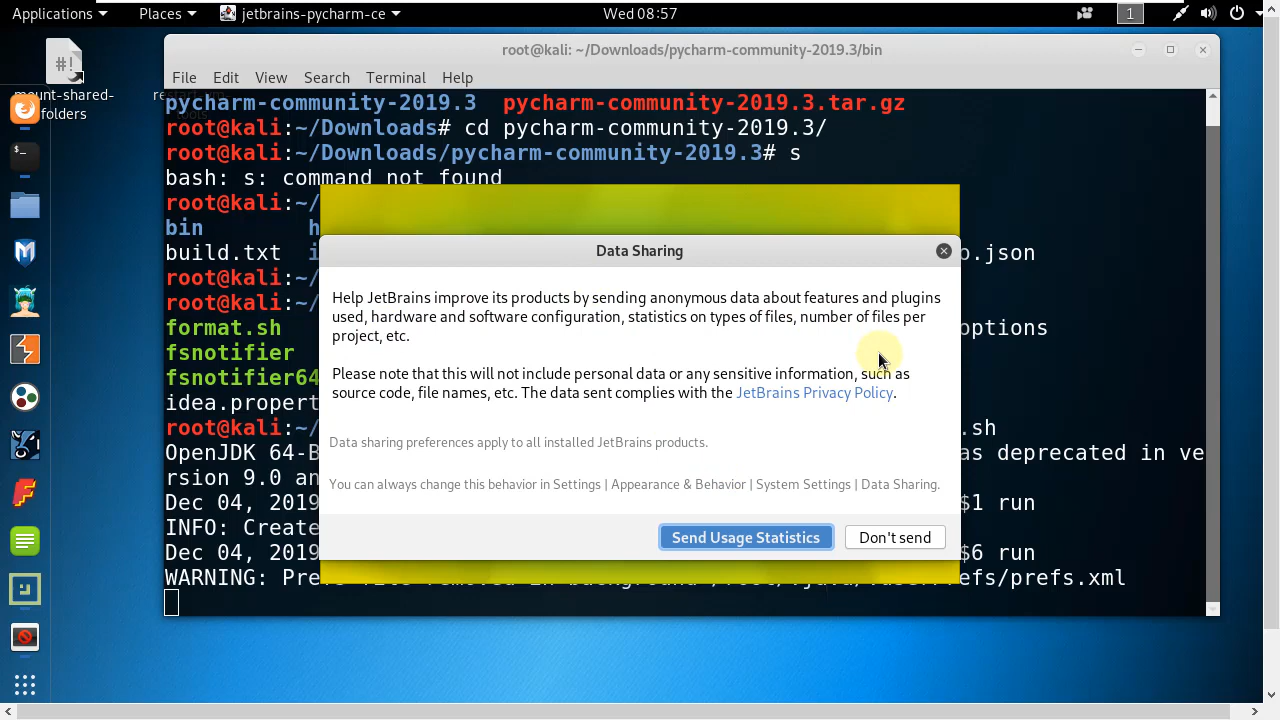 Applications
Places
jetbrains-pycharm-ce
Wed 08:57
1
root@kali: ~/Downloads/pycharm-community-2019.3/bin
#!
mount-shared-
folders
File Edit View Search Terminal Help
pycharm-community-2019.3 pycharm-community-2019.3.tar.gz
root@kali:~/Downloads# cd pycharm-community-2019.3/
root@kali:~/Downloads/pycharm-community-2019.3# s
bash: s: command not found
root@kali:~/
bin h
build.txt i .json
root@kali:~/
root@kali:~/
format.sh options
fsnotifier
fsnotifier64
idea.propert
root@kali:~/ .sh
OpenJDK 64-B as deprecated in ve
rsion 9.0 an
Dec 04, 2019 $1 run
INFO: Create
Dec 04, 2019 $6 run
WARNING: Pre efs/prefs.xml
Data Sharing
Help JetBrains improve its products by sending anonymous data about features and plugins
used, hardware and software configuration, statistics on types of files, number of files per
project, etc.
Please note that this will not include personal data or any sensitive information, such as
source code, file names, etc. The data sent complies with the JetBrains Privacy Policy.
Data sharing preferences apply to all installed JetBrains products.
You can always change this behavior in Settings | Appearance & Behavior | System Settings | Data Sharing.
Send Usage Statistics
Don't send